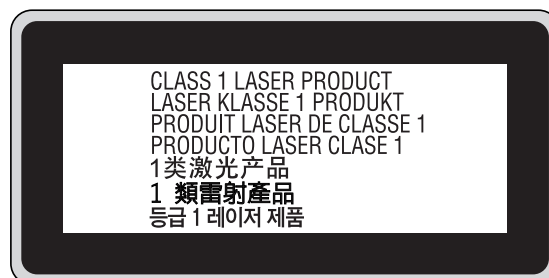 CLASS 1 LASER PRODUCT
LASER KLASSE 1 PRODUKT
PRODUIT LASER DE CLASSE 1
PRODUCTO LASER CLASE 1
1类激光产品
1 類雷射產品
등급 1 레이저 제품